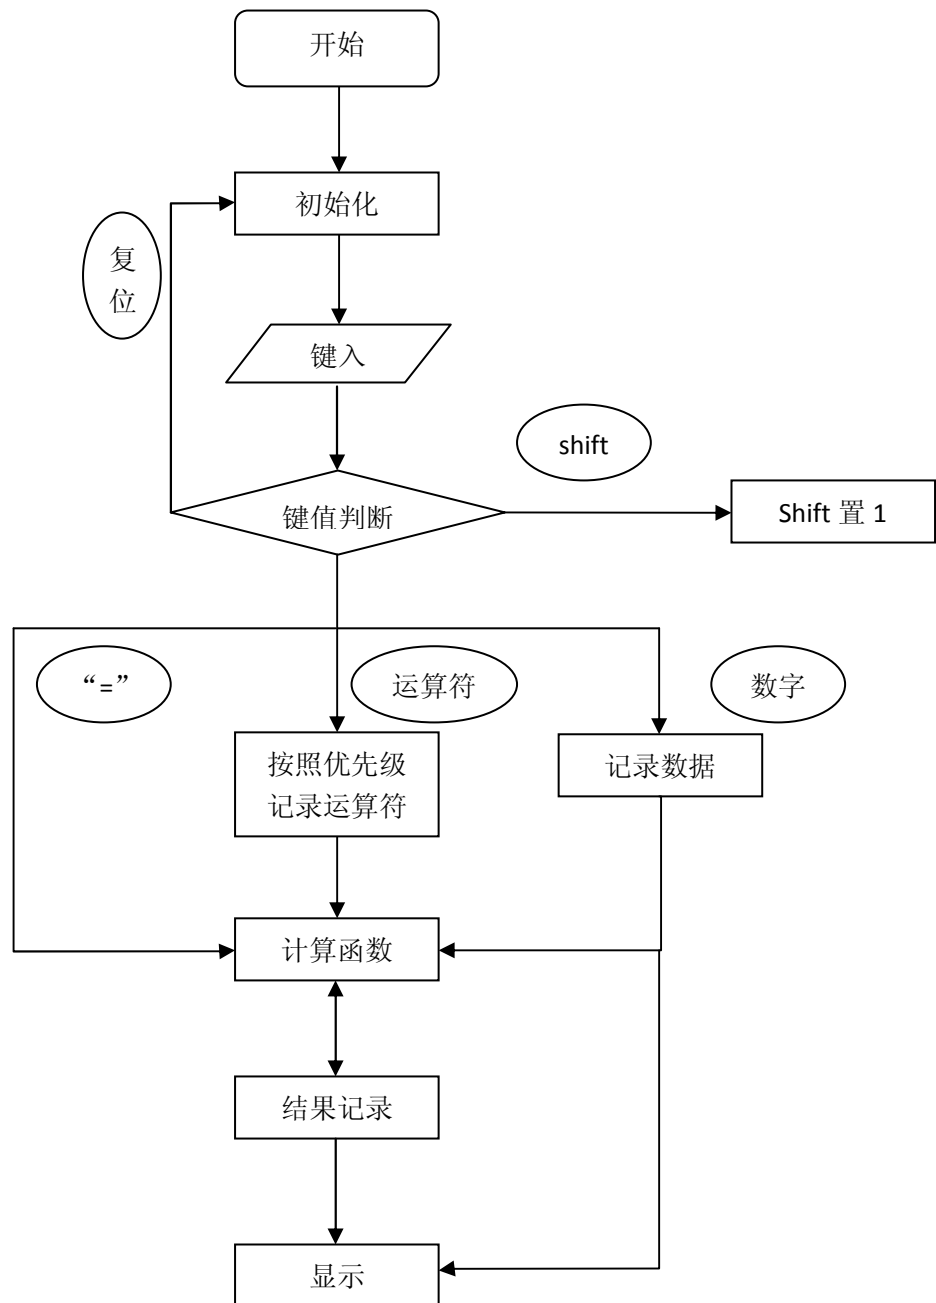 开始
初始化
复
位
键入
shift
键值判断
Shift 置 1
“=”
运算符
数字
按照优先级
记录运算符
记录数据
计算函数
结果记录
显示